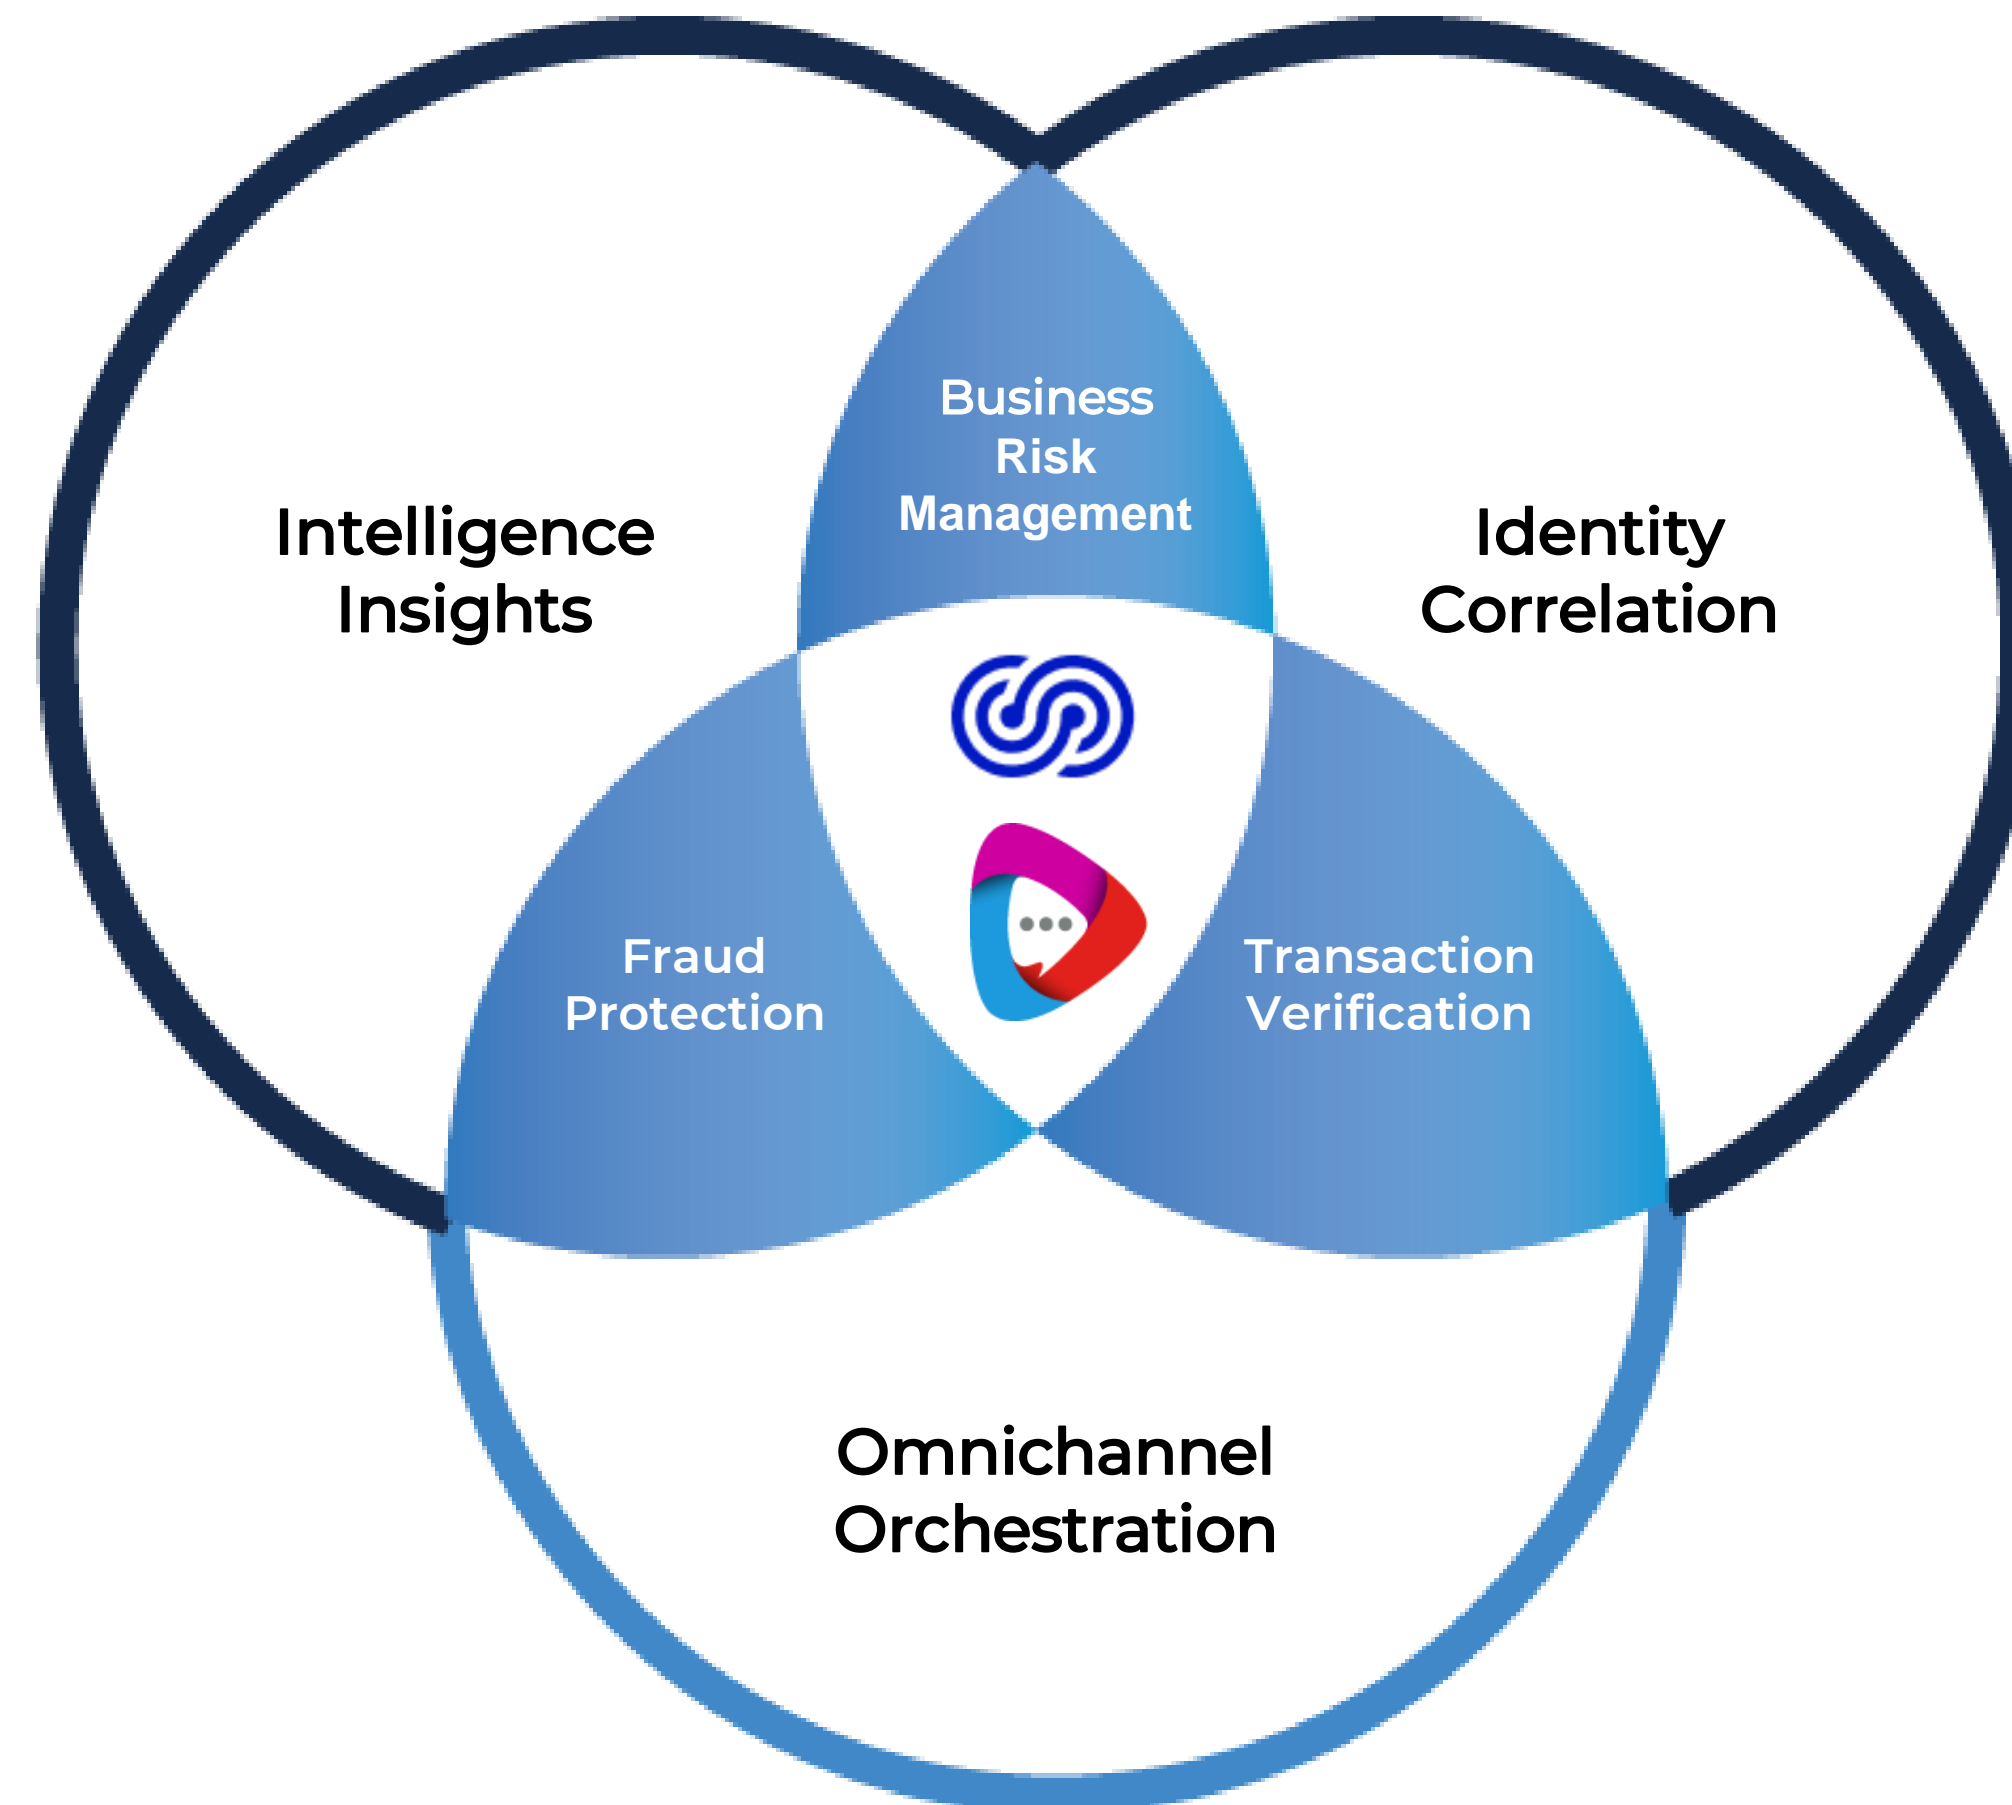 Business
Risk
Management
Intelligence
Insights
Identity
Correlation
Fraud
Protection
Transaction
Verification
Omnichannel
Orchestration